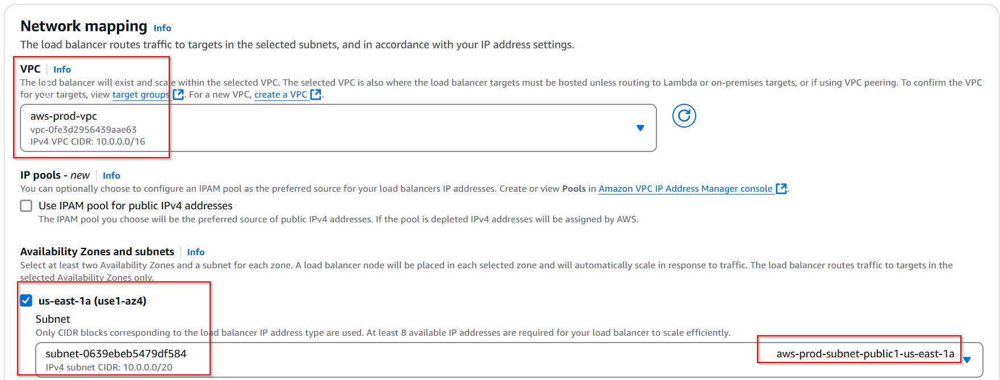 Network mapping Info
The load balancer routes traffic to targets in the selected subnets, and in accordance with your IP address settings.
VPC Info
The load balancer will exist and scale within the selected VPC. The selected VPC is also where the load balancer targets must be hosted unless routing to Lambda or on-premises targets, or if using VPC peering. To confirm the VPC
for your targets, view target groups. For a new VPC, create a VPC.
aws-prod-vpc
vpc-0fe3d2956439aae63
IPv4 VPC CIDR: 10.0.0.0/16
IP pools - new Info
You can optionally choose to configure an IPAM pool as the preferred source for your load balancers IP addresses. Create or view Pools in Amazon VPC IP Address Manager console.
Use IPAM pool for public IPv4 addresses
The IPAM pool you choose will be the preferred source of public IPv4 addresses. If the pool is depleted IPv4 addresses will be assigned by AWS.
Availability Zones and subnets Info
Select at least two Availability Zones and a subnet for each zone. A load balancer node will be placed in each selected zone and will automatically scale in response to traffic. The load balancer routes traffic to targets in the
selected Availability Zones only.
us-east-1a (use1-az4)
Subnet
Only CIDR blocks corresponding to the load balancer IP address type are used. At least 8 available IP addresses are required for your load balancer to scale efficiently.
subnet-0639ebeb5479df584 aws-prod-subnet-public1-us-east-1a
IPv4 subnet CIDR: 10.0.0.0/20